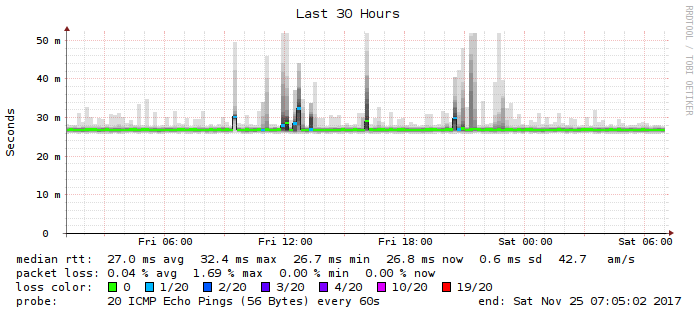 Last 30 Hours
RRDTOOL / TOBI OETIKER
Seconds
50 m
40 m
30 m
20 m
10 m
0
Fri 06:00 Fri 12:00 Fri 18:00 Sat 00:00 Sat 06:00
median rtt: 27.0 ms avg 32.4 ms max 26.7 ms min 26.8 ms now 0.6 ms sd 42.7 am/s
packet loss: 0.04 % avg 1.69 % max 0.00 % min 0.00 % now
loss color: 0 1/20 2/20 3/20 4/20 10/20 19/20
probe: 20 ICMP Echo Pings (56 Bytes) every 60s end: Sat Nov 25 07:05:02 2017